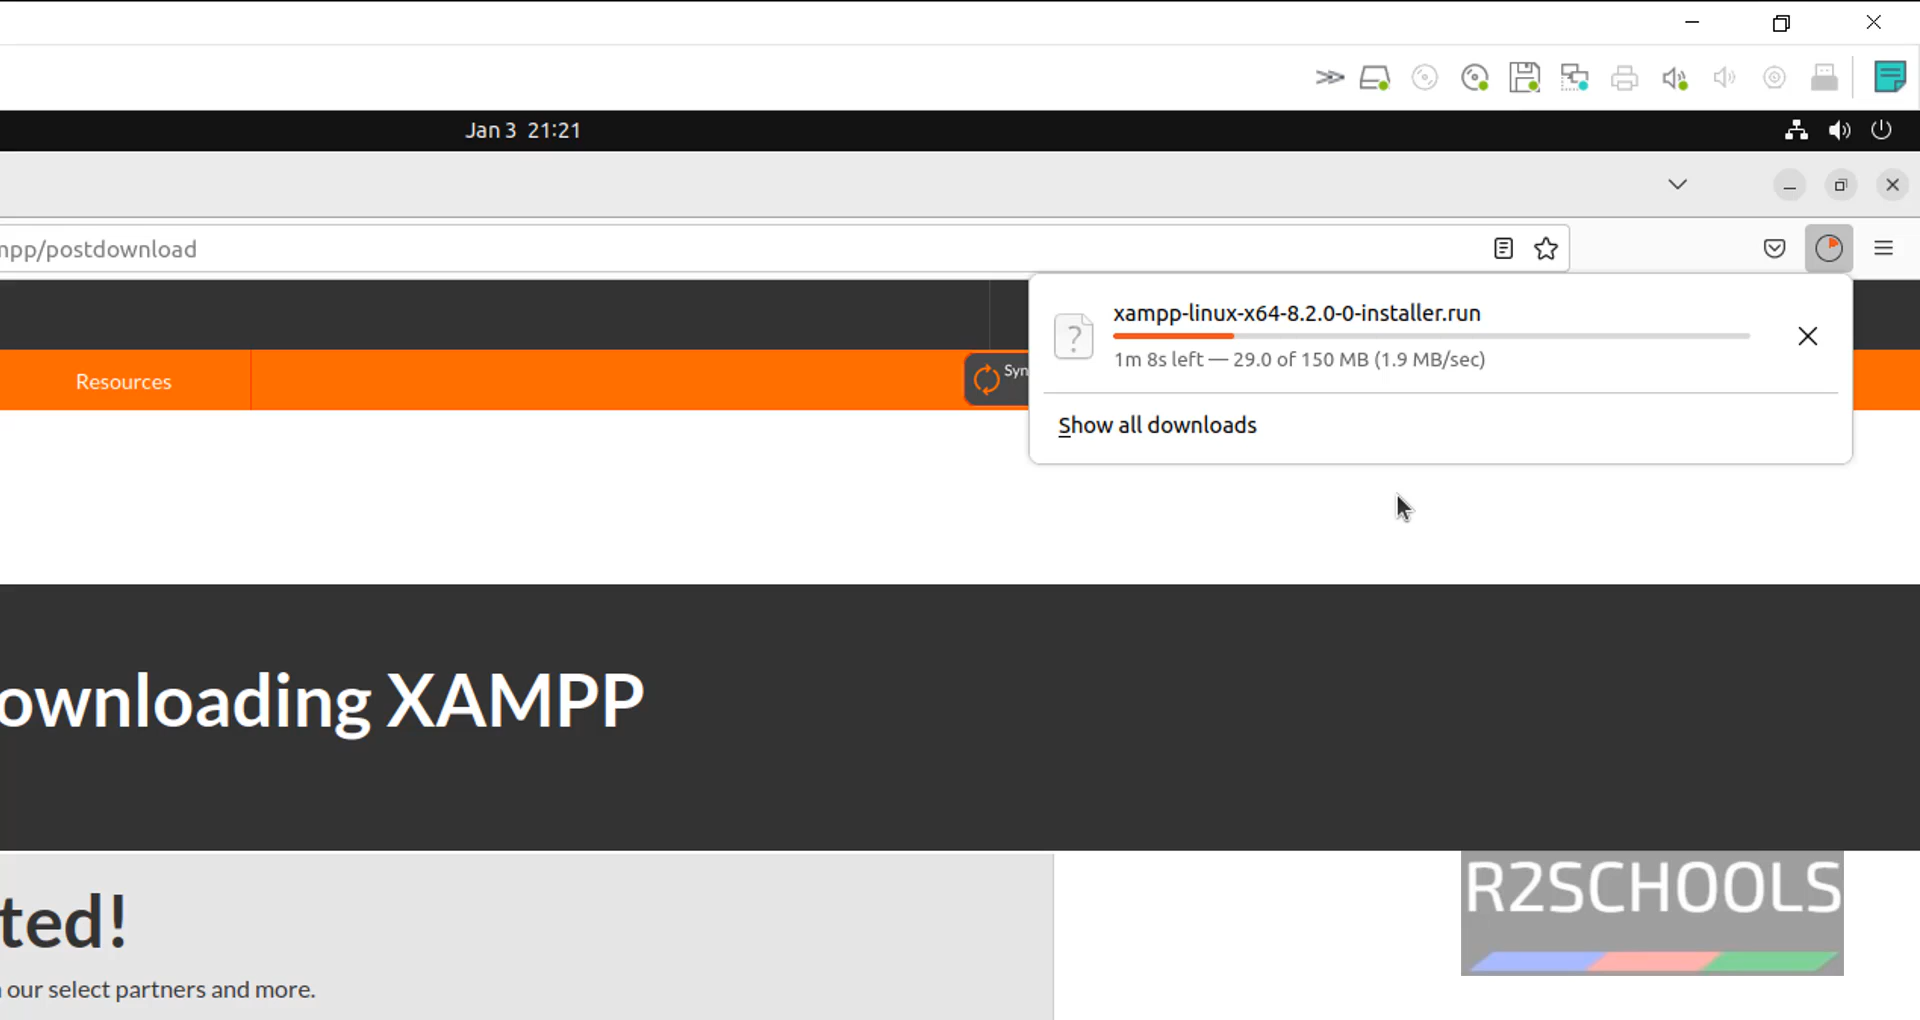 Jan 3 21:21
mpp/postdownload
xampp-linux-x64-8.2.0-0-installer.run
1m 8s left — 29.0 of 150 MB (1.9 MB/sec)
Resources
Syn
Show all downloads
ownloading XAMPP
ted!
our select partners and more.
R2SCHOOLS